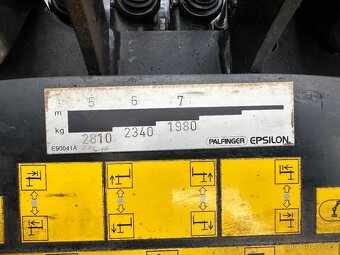 m 5 6 7
kg 2810 2340 1980
E90041A PALFINGER EPSILON